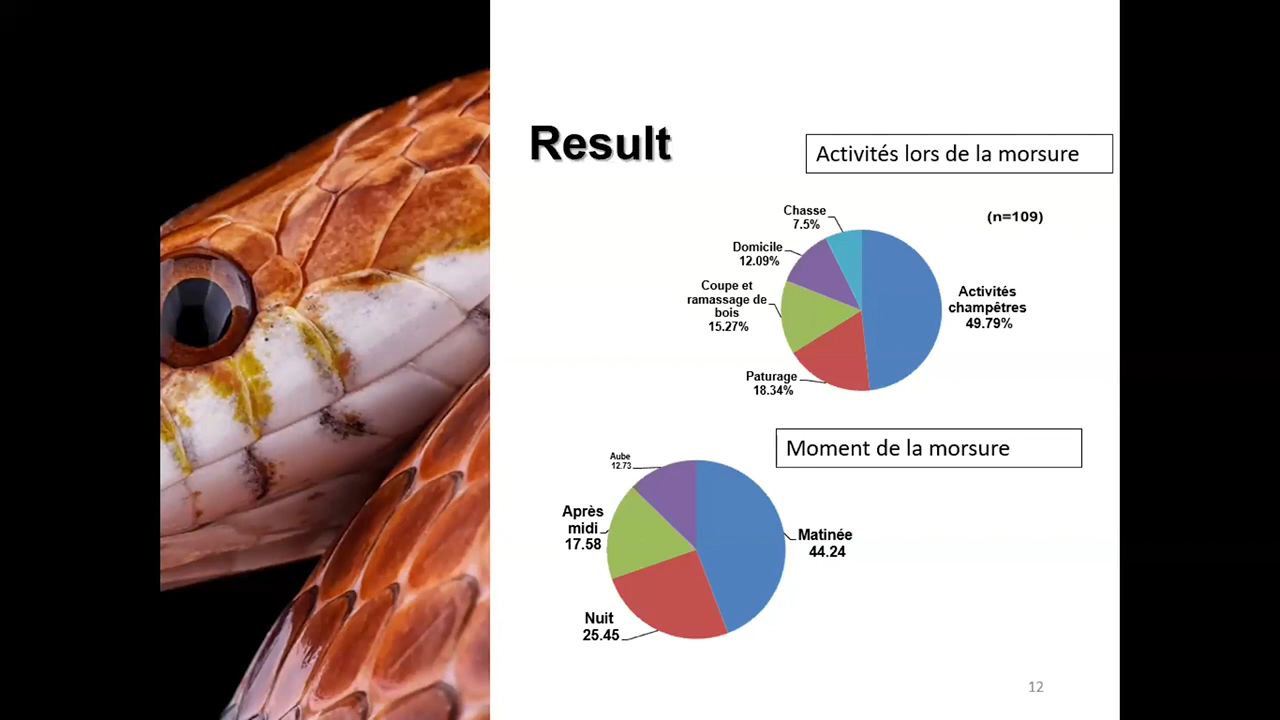 Result
Activités lors de la morsure
(n=109)
Chasse
7.5%
Domicile
12.09%
Coupe et
ramassage de
bois
15.27%
Paturage
18.34%
Activités
champêtres
49.79%
Moment de la morsure
Aube
12.73
Après
midi
17.58
Nuit
25.45
Matinée
44.24
12